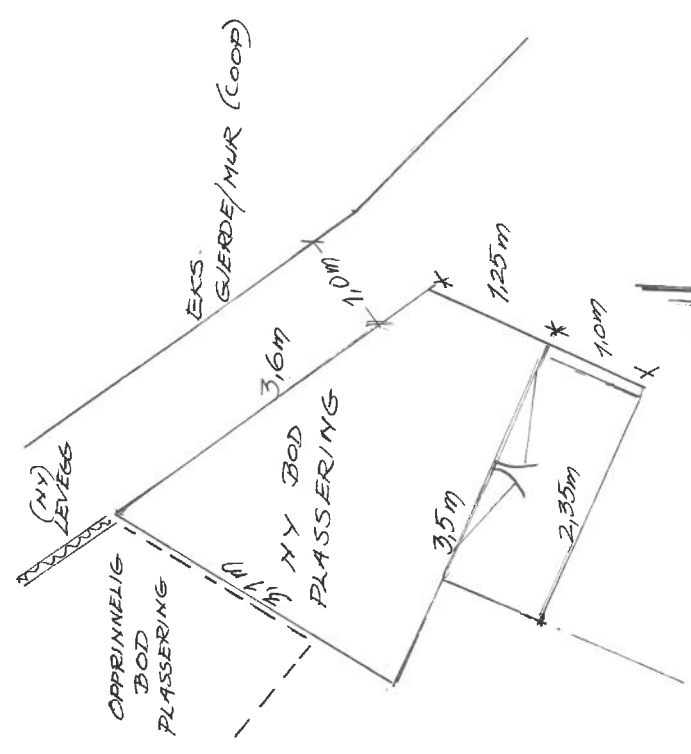 EKS.
GJERDE/MUR (COOP)
1,0m
3,6m
(NY)
LEVEGG
OPPRINNELIG
BOD
PLASSERING
NY BOD
PLASSERING
1,25m
1,0m
3,5m
2,35m